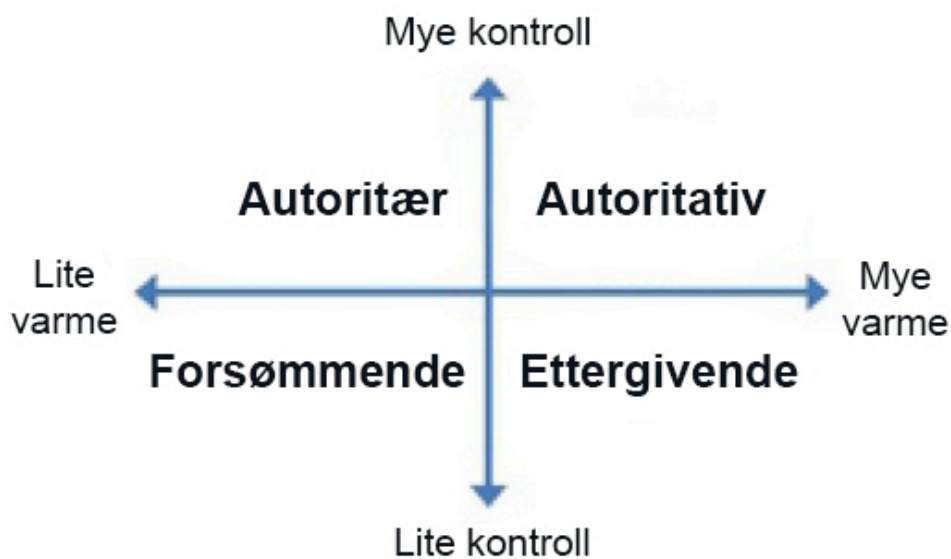 Mye kontroll
Autoritær Autoritativ
Lite
varme
Mye
varme
Forsømmende Ettergivende
Lite kontroll